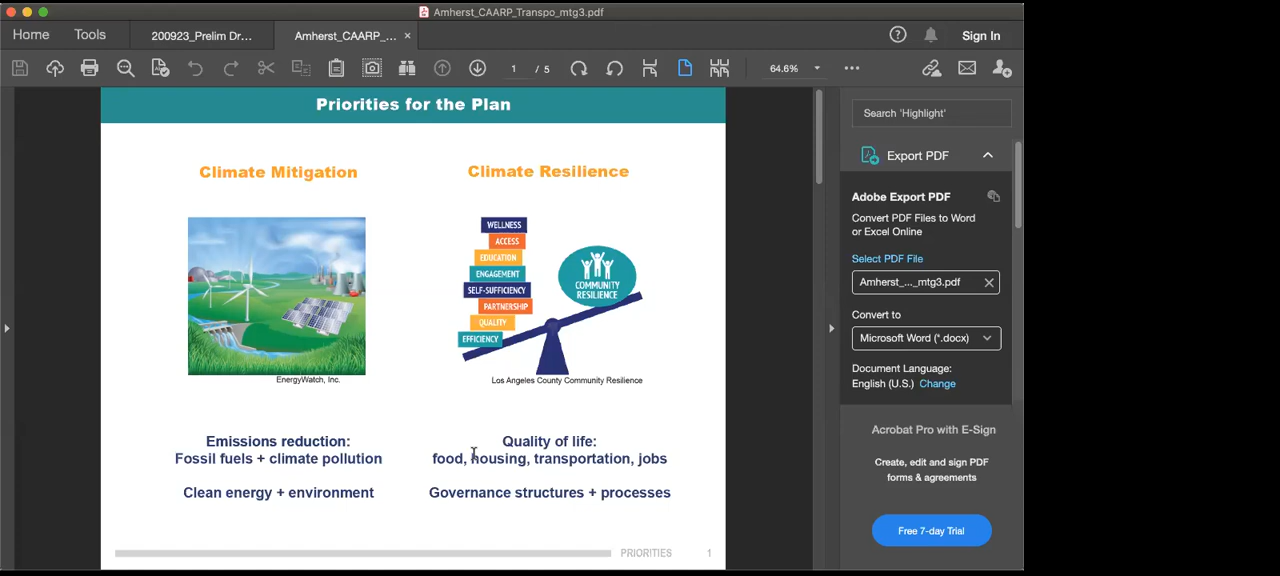 Amherst_CAARP_Transpo_mtg3.pdf
Home
Tools
200923_Prelim Dr...
Amherst_CAARP_... ×
Sign In
1 / 5
64.6%
Priorities for the Plan
Climate Mitigation
Climate Resilience
WELLNESS
ACCESS
EDUCATION
ENGAGEMENT
SELF-SUFFICIENCY
PARTNERSHIP
QUALITY
EFFICIENCY
COMMUNITY
RESILIENCE
EnergyWatch, Inc.
Los Angeles County Community Resilience
Emissions reduction:
Fossil fuels + climate pollution
Clean energy + environment
Quality of life:
food, housing, transportation, jobs
Governance structures + processes
PRIORITIES 1
Search 'Highlight'
Export PDF
Adobe Export PDF
Convert PDF Files to Word
or Excel Online
Select PDF File
Amherst_..._mtg3.pdf
Convert to
Microsoft Word (*.docx)
Document Language:
English (U.S.) Change
Acrobat Pro with E-Sign
Create, edit and sign PDF
forms & agreements
Free 7-day Trial